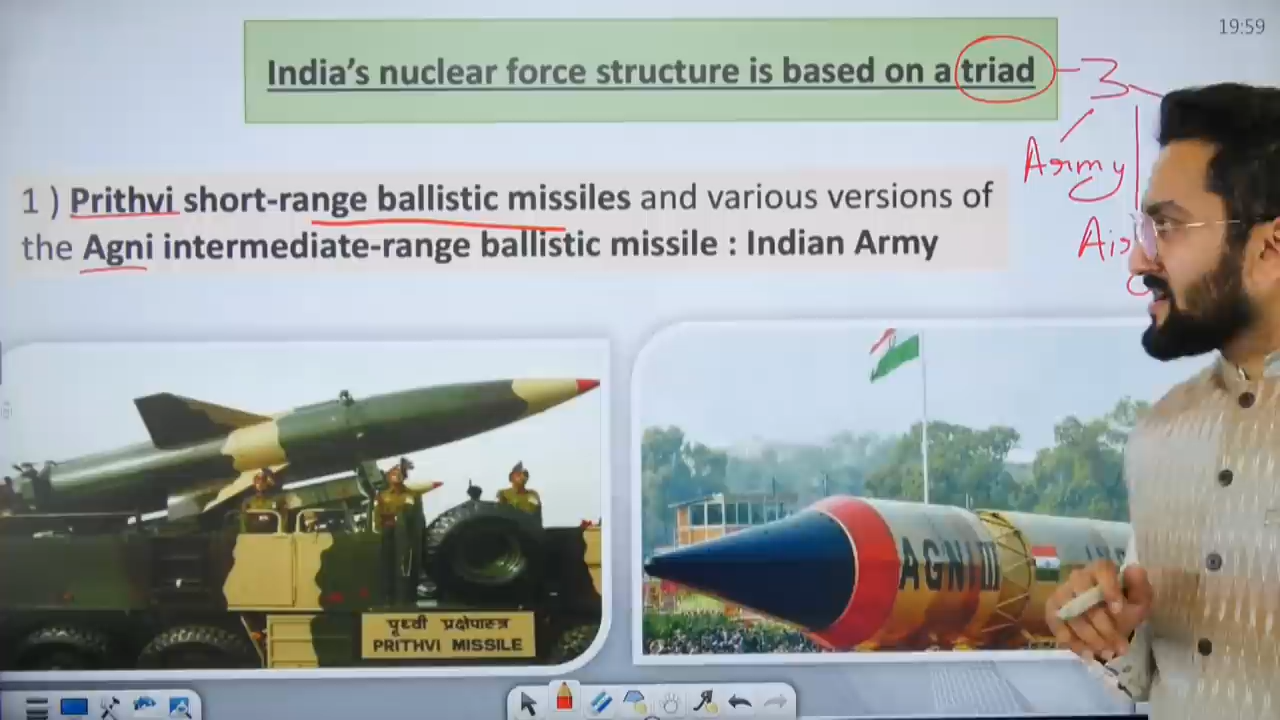 19:59
India's nuclear force structure is based on a triad
3
Army
Air
1 ) Prithvi short-range ballistic missiles and various versions of
the Agni intermediate-range ballistic missile : Indian Army
AGNI III
पृथ्वी प्रक्षेपास्त्र
PRITHVI MISSILE